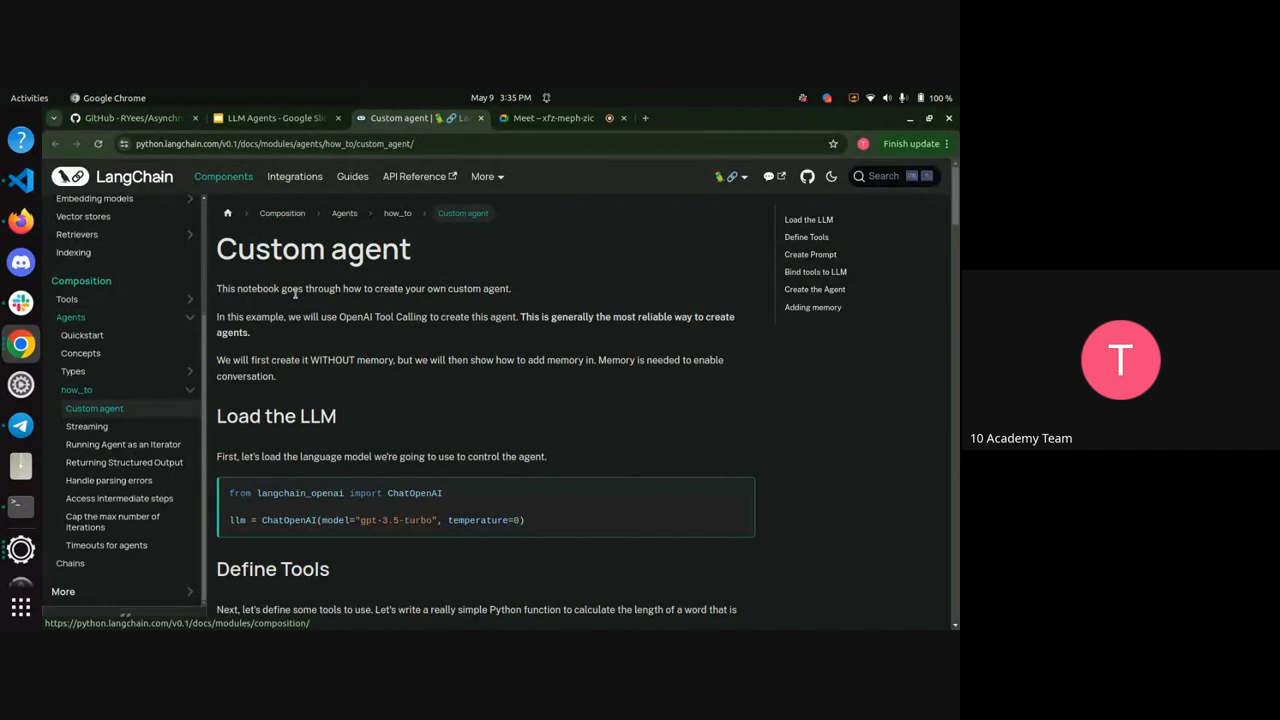 Activities
Google Chrome
May 9 3:35 PM
100 %
GitHub - RYees/Asynchr
LLM Agents - Google Sli
Custom agent |
Meet – xfz-meph-zic
python.langchain.com/v0.1/docs/modules/agents/how_to/custom_agent/
T
Finish update
LangChain
Components
Integrations
Guides
API Reference
More
Search
Embedding models
Vector stores
Retrievers
Indexing
Composition
Tools
Agents
Quickstart
Concepts
Types
how_to
Custom agent
Streaming
Running Agent as an Iterator
Returning Structured Output
Handle parsing errors
Access intermediate steps
Cap the max number of
iterations
Timeouts for agents
Chains
More
https://python.langchain.com/v0.1/docs/modules/composition/
Composition
Agents
how_to
Custom agent
Custom agent
This notebook goes through how to create your own custom agent.
In this example, we will use OpenAI Tool Calling to create this agent. This is generally the most reliable way to create
agents.
We will first create it WITHOUT memory, but we will then show how to add memory in. Memory is needed to enable
conversation.
Load the LLM
First, let's load the language model we're going to use to control the agent.
from langchain_openai import ChatOpenAI
llm = ChatOpenAI(model="gpt-3.5-turbo", temperature=0)
Define Tools
Next, let's define some tools to use. Let's write a really simple Python function to calculate the length of a word that is
Load the LLM
Define Tools
Create Prompt
Bind tools to LLM
Create the Agent
Adding memory
T
10 Academy Team